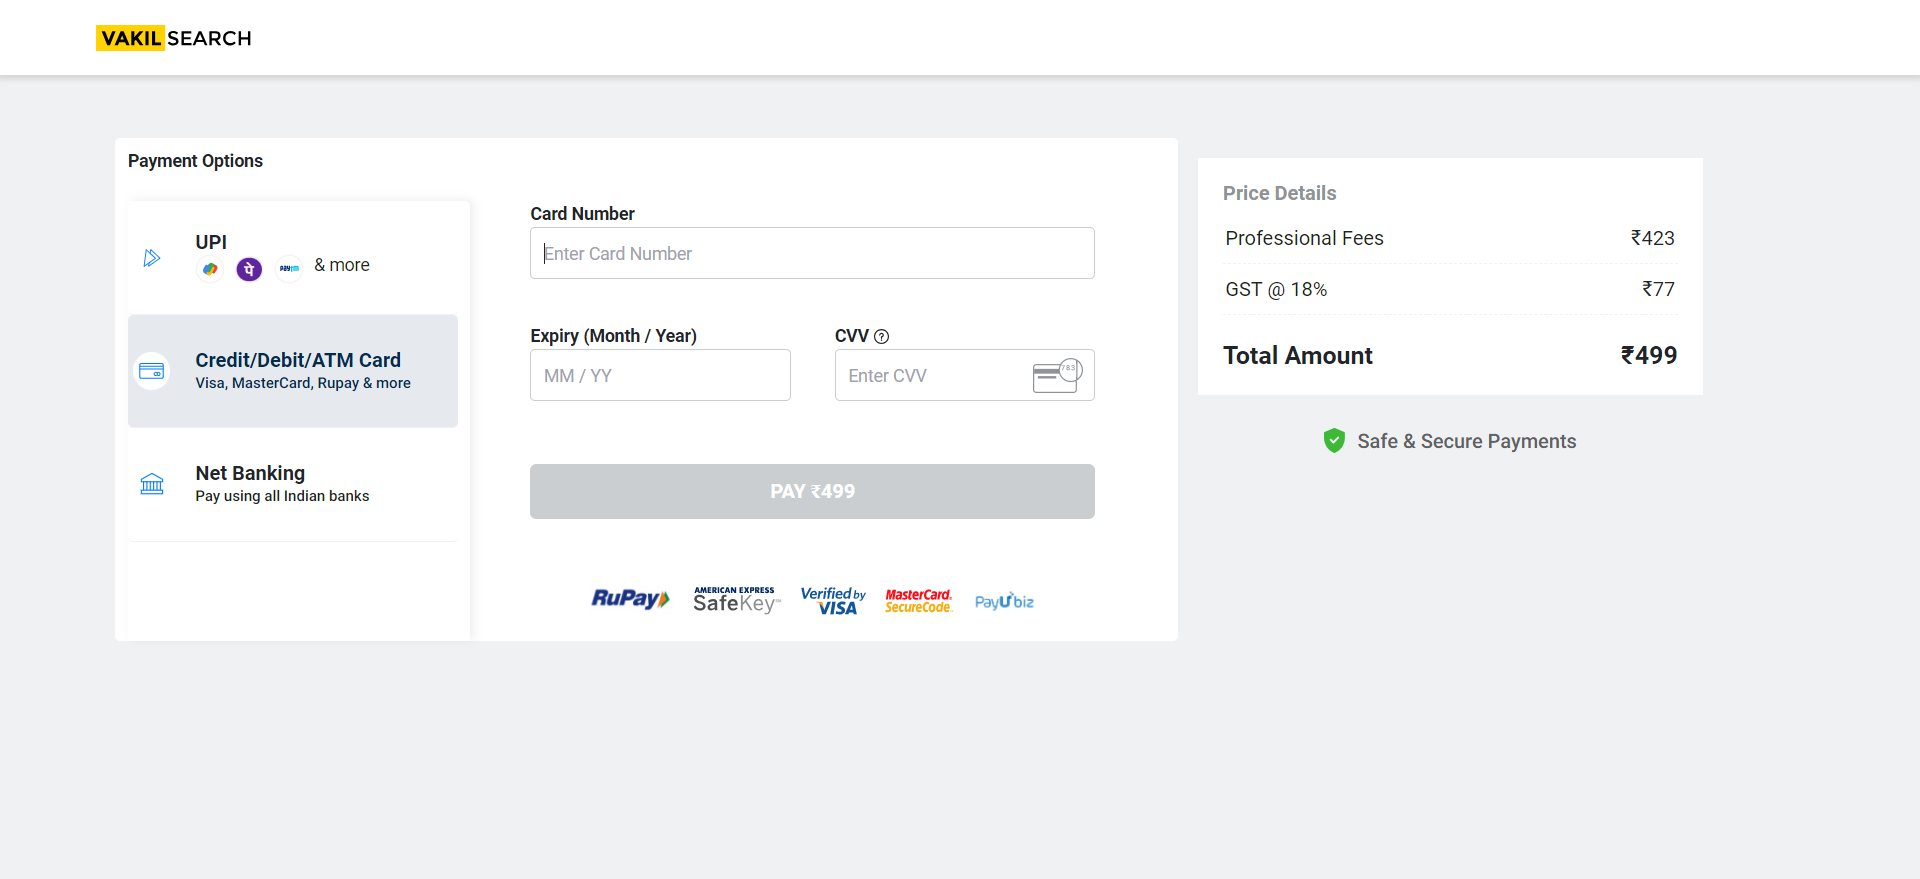 VAKIL SEARCH
Payment Options
UPI
पे paytm & more
Credit/Debit/ATM Card
Visa, MasterCard, Rupay & more
Net Banking
Pay using all Indian banks
Card Number
Enter Card Number
Expiry (Month / Year)
MM / YY
CVV ?
Enter CVV
783
PAY ₹499
RuPay
AMERICAN EXPRESS
SafeKey
Verified by
VISA
MasterCard.
SecureCode.
PayUbiz
Price Details
Professional Fees ₹423
GST @ 18% ₹77
Total Amount ₹499
Safe & Secure Payments